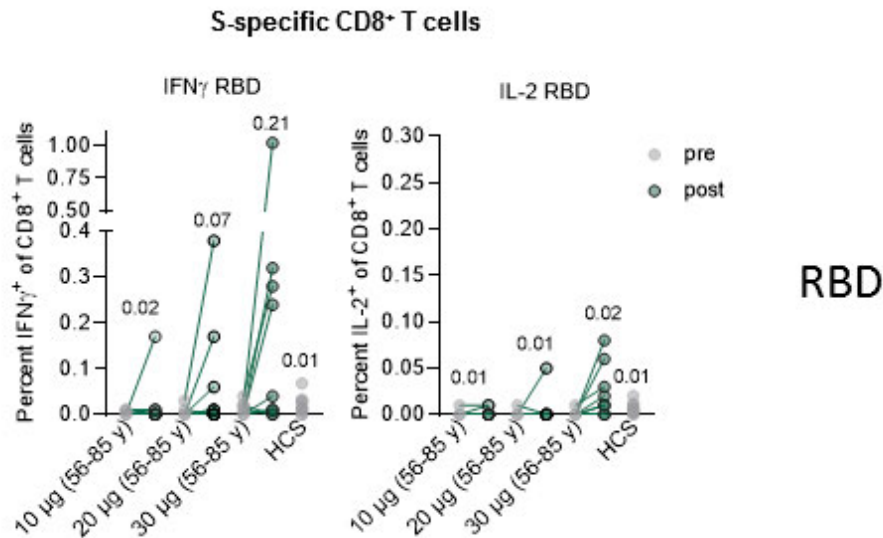 S-specific CD8⁺ T cells
IFNγ RBD
Percent IFNγ⁺ of CD8⁺ T cells
1.00
0.75
0.50
0.4
0.3
0.2
0.1
0.0
0.02
0.07
0.21
0.01
10 µg (56-85 y)
20 µg (56-85 y)
30 µg (56-85 y)
HCS
IL-2 RBD
Percent IL-2⁺ of CD8⁺ T cells
0.30
0.25
0.20
0.15
0.10
0.05
0.00
0.01
0.01
0.02
0.01
10 µg (56-85 y)
20 µg (56-85 y)
30 µg (56-85 y)
HCS
pre
post
RBD